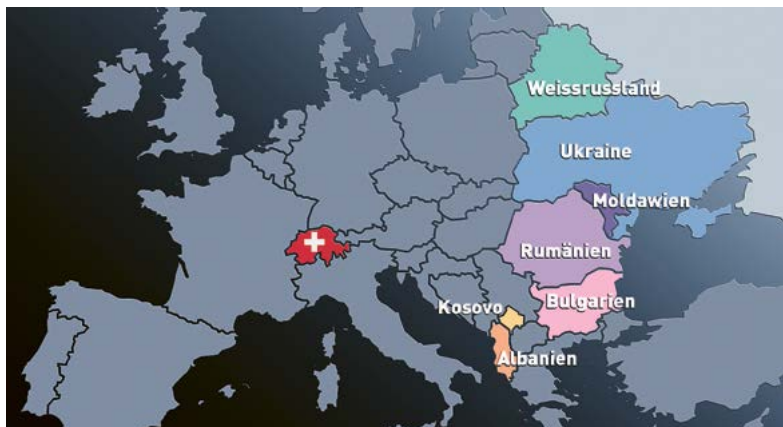 Weissrussland
Ukraine
Moldawien
Rumänien
Kosovo
Bulgarien
Albanien